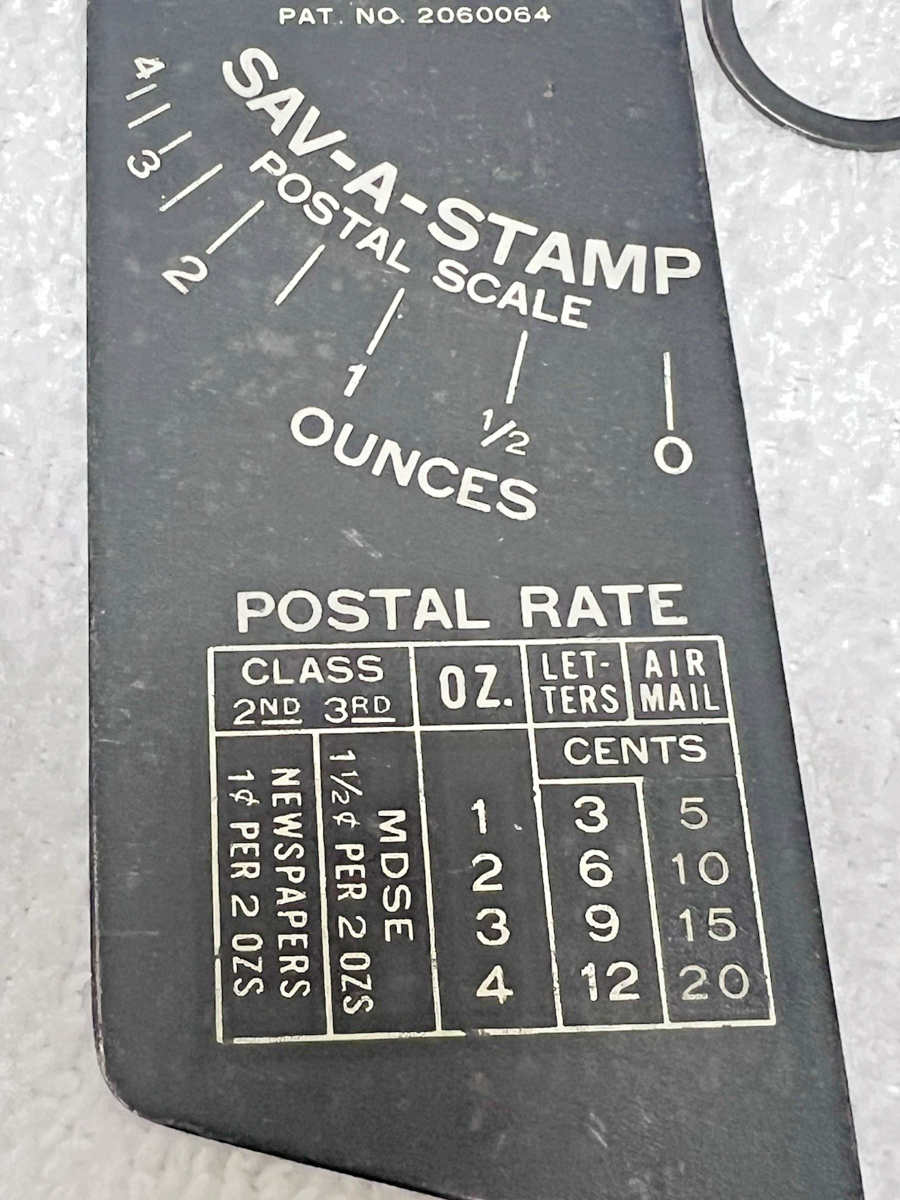 PAT. NO. 2060064
SAV-A-STAMP
POSTAL SCALE
4
3
2
1
1/2
0
OUNCES
POSTAL RATE
CLASS
2ND 3RD
OZ.
LET-
TERS
AIR
MAIL
CENTS
NEWSPAPERS
1¢ PER 2 OZS
MDSE
1½¢ PER 2 OZS
1 3 5
2 6 10
3 9 15
4 12 20